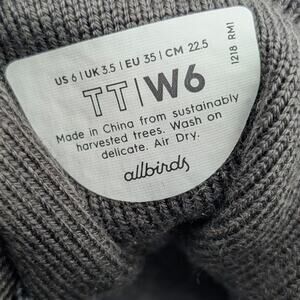 US 6 | UK 3.5 | EU 35 | CM 22.5
TT | W6
Made in China from sustainably
harvested trees. Wash on
delicate. Air Dry.
allbirds
1218 RM1